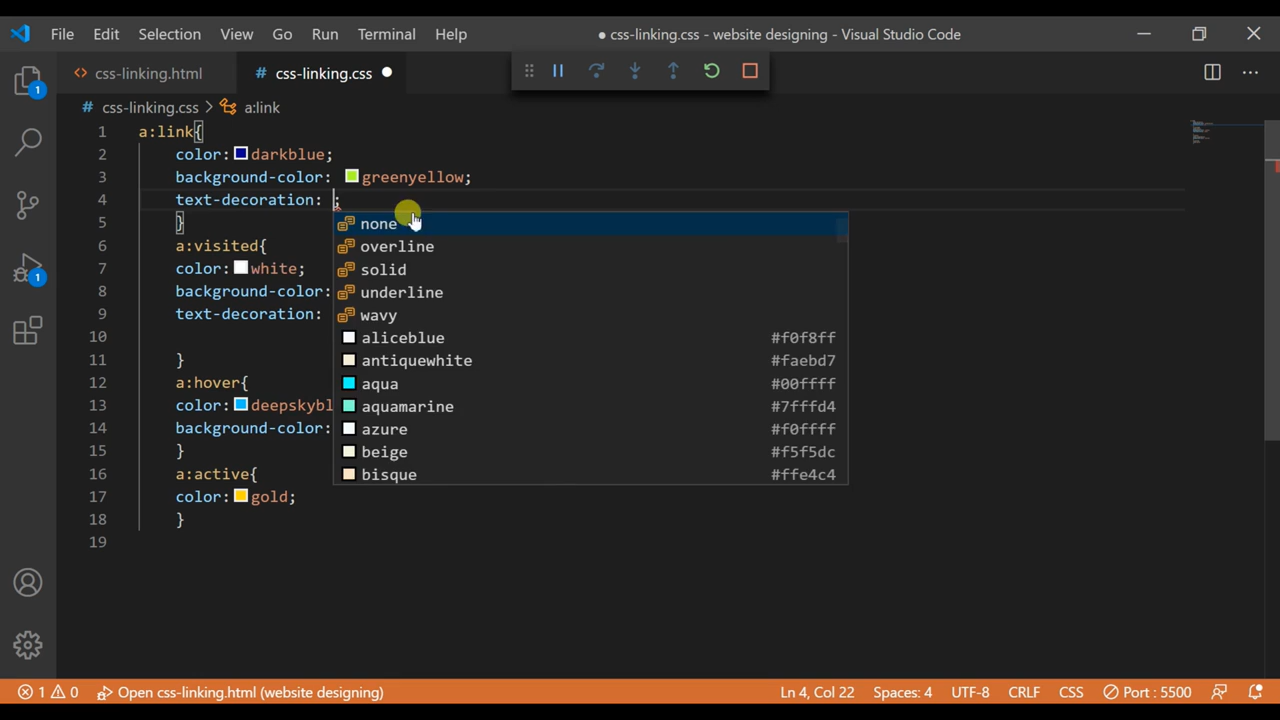 File Edit Selection View Go Run Terminal Help ● css-linking.css - website designing - Visual Studio Code
1 <> css-linking.html # css-linking.css ●
# css-linking.css > a:link
1 a:link{
2 color: darkblue;
3 background-color: greenyellow;
4 text-decoration: ;
none
5 }
overline
6 a:visited{
solid
7 color: white;
underline
8 background-color:
wavy
9 text-decoration:
aliceblue #f0f8ff
10
antiquewhite #faebd7
11 }
aqua #00ffff
12 a:hover{
aquamarine #7fffd4
13 color: deepskybl
azure #f0ffff
14 background-color:
beige #f5f5dc
15 }
bisque #ffe4c4
16 a:active{
17 color: gold;
18 }
19
1
1 0 Open css-linking.html (website designing) Ln 4, Col 22 Spaces: 4 UTF-8 CRLF CSS Port : 5500